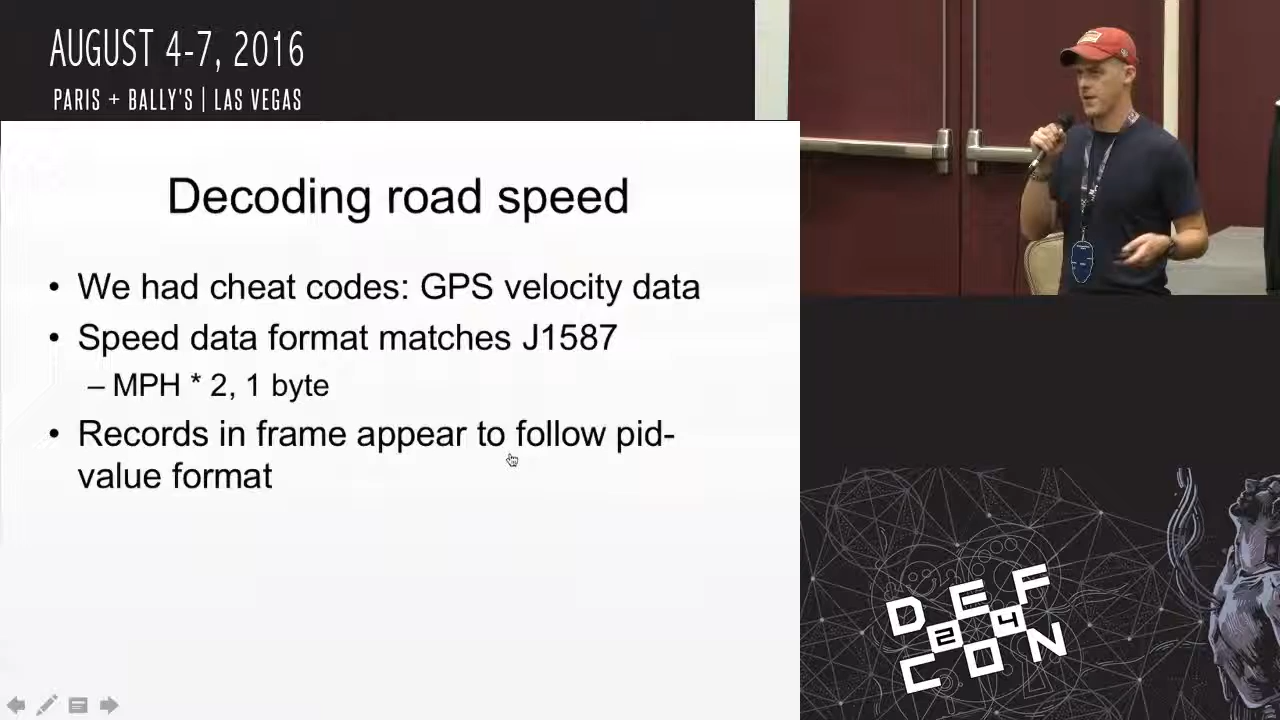 AUGUST 4-7, 2016
PARIS + BALLY'S | LAS VEGAS
Decoding road speed
• We had cheat codes: GPS velocity data
• Speed data format matches J1587
– MPH * 2, 1 byte
• Records in frame appear to follow pid-
value format
DEF
24
CON